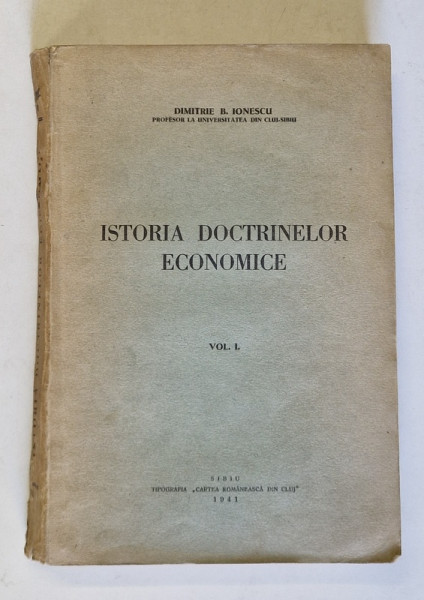 DIMITRIE B. IONESCU
PROFESOR LA UNIVERSITATEA DIN CLUJ-SIBIU
ISTORIA DOCTRINELOR
ECONOMICE
VOL. I.
SIBIU
TIPOGRAFIA „CARTEA ROMÂNEASCĂ DIN CLUJ"
1941